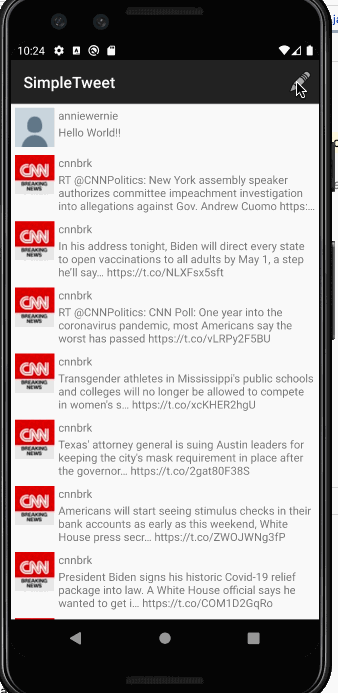 10:24
SimpleTweet
anniewernie
Hello World!!
CNN
BREAKING NEWS
cnnbrk
RT @CNNPolitics: New York assembly speaker
authorizes committee impeachment investigation
into allegations against Gov. Andrew Cuomo https:...
CNN
BREAKING NEWS
cnnbrk
In his address tonight, Biden will direct every state
to open vaccinations to all adults by May 1, a step
he'll say... https://t.co/NLXFsx5sft
CNN
BREAKING NEWS
cnnbrk
RT @CNNPolitics: CNN Poll: One year into the
coronavirus pandemic, most Americans say the
worst has passed https://t.co/vLRPy2F5BU
CNN
BREAKING NEWS
cnnbrk
Transgender athletes in Mississippi's public schools
and colleges will no longer be allowed to compete
in women's s... https://t.co/xcKHER2hgU
CNN
BREAKING NEWS
cnnbrk
Texas' attorney general is suing Austin leaders for
keeping the city's mask requirement in place after
the governor... https://t.co/2gat80F38S
CNN
BREAKING NEWS
cnnbrk
Americans will start seeing stimulus checks in their
bank accounts as early as this weekend, White
House press secr... https://t.co/ZWOJWNg3fP
CNN
BREAKING NEWS
cnnbrk
President Biden signs his historic Covid-19 relief
package into law. A White House official says he
wanted to get i... https://t.co/COM1D2GqRo